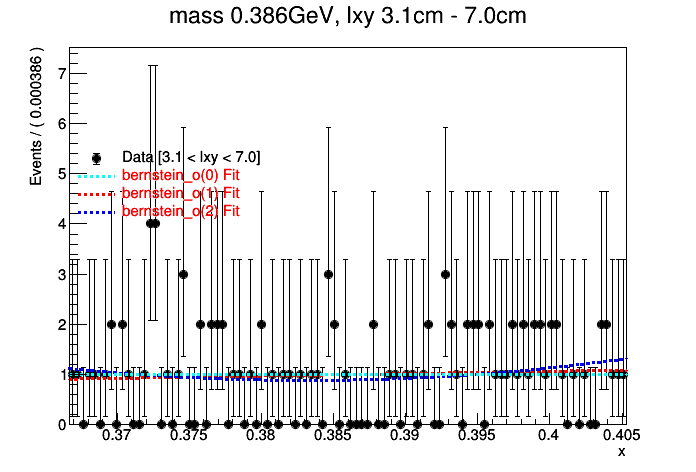 mass 0.386GeV, lxy 3.1cm - 7.0cm
Events / ( 0.000386 )
7
6
5
4
3
2
1
0
Data [3.1 < lxy < 7.0]
bernstein_o(0) Fit
bernstein_o(1) Fit
bernstein_o(2) Fit
0.37 0.375 0.38 0.385 0.39 0.395 0.4 0.405
x